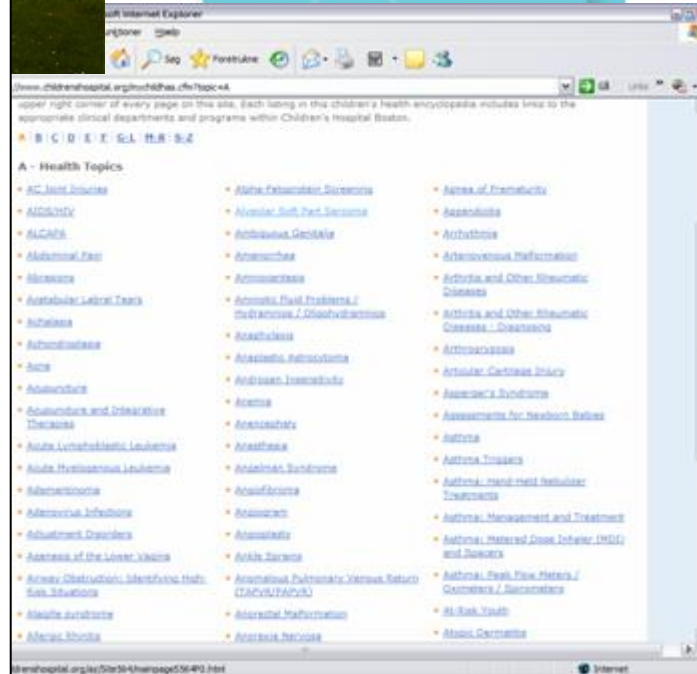 soft Internet Explorer
Hjælp
Søg Foretrukne
www.childrenshospital.org/mychildhas.cfm?topic=A
upper right corner of every page on this site. Each listing in this children's health encyclopedia includes links to the
appropriate clinical departments and programs within Children's Hospital Boston.
A B C D E F G-L M-R S-Z
A - Health Topics
AC Joint Injuries
AIDS/HIV
ALCAPA
Abdominal Pain
Abrasions
Acetabular Labral Tears
Achalasia
Achondroplasia
Acne
Acupuncture
Acupuncture and Integrative
Therapies
Acute Lymphoblastic Leukemia
Acute Myelogenous Leukemia
Adamantinoma
Adenovirus Infections
Adjustment Disorders
Agenesis of the Lower Vagina
Airway Obstruction: Identifying High-
Risk Situations
Alagille syndrome
Allergic Rhinitis
Alpha Fetoprotein Screening
Alveolar Soft Part Sarcoma
Ambiguous Genitalia
Amenorrhea
Amniocentesis
Amniotic Fluid Problems /
Hydramnios / Oligohydramnios
Anaphylaxis
Anaplastic Astrocytoma
Androgen Insensitivity
Anemia
Anencephaly
Anesthesia
Angelman Syndrome
Angiofibroma
Angiogram
Angioplasty
Ankle Sprains
Anomalous Pulmonary Venous Return
(TAPVR/PAPVR)
Anorectal Malformation
Anorexia Nervosa
Apnea of Prematurity
Appendicitis
Arrhythmia
Arteriovenous Malformation
Arthritis and Other Rheumatic
Diseases
Arthritis and Other Rheumatic
Diseases - Diagnosing
Arthrogryposis
Articular Cartilage Injury
Asperger's Syndrome
Assessments for Newborn Babies
Asthma
Asthma Triggers
Asthma: Hand-Held Nebulizer
Treatments
Asthma: Management and Treatment
Asthma: Metered Dose Inhaler (MDI)
and Spacers
Asthma: Peak Flow Meters /
Oximeters / Spirometers
At-Risk Youth
Atopic Dermatitis
Internet